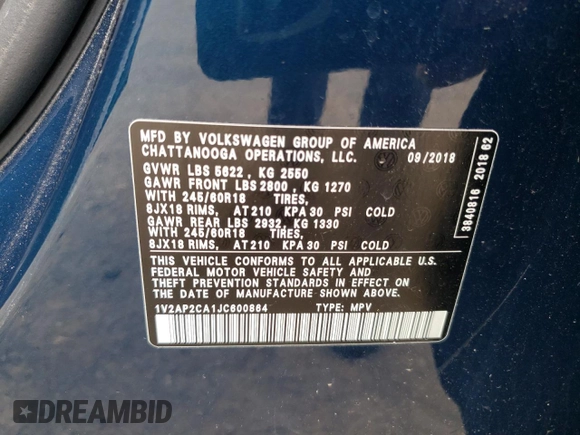 MFD BY VOLKSWAGEN GROUP OF AMERICA
CHATTANOOGA OPERATIONS, LLC. 09/2018
GVWR LBS 5622 , KG 2550
GAWR FRONT LBS 2800 , KG 1270
WITH 245/60R18 TIRES,
8JX18 RIMS, AT 210 KPA 30 PSI COLD
GAWR REAR LBS 2932, KG 1330
WITH 245/60R18 TIRES,
8JX18 RIMS, AT 210 KPA 30 PSI COLD
THIS VEHICLE CONFORMS TO ALL APPLICABLE U.S.
FEDERAL MOTOR VEHICLE SAFETY AND
THEFT PREVENTION STANDARDS IN EFFECT ON
THE DATE OF MANUFACTURE SHOWN ABOVE.
1V2AP2CA1JC600864 TYPE: MPV
3840816 2018 62
DREAMBID